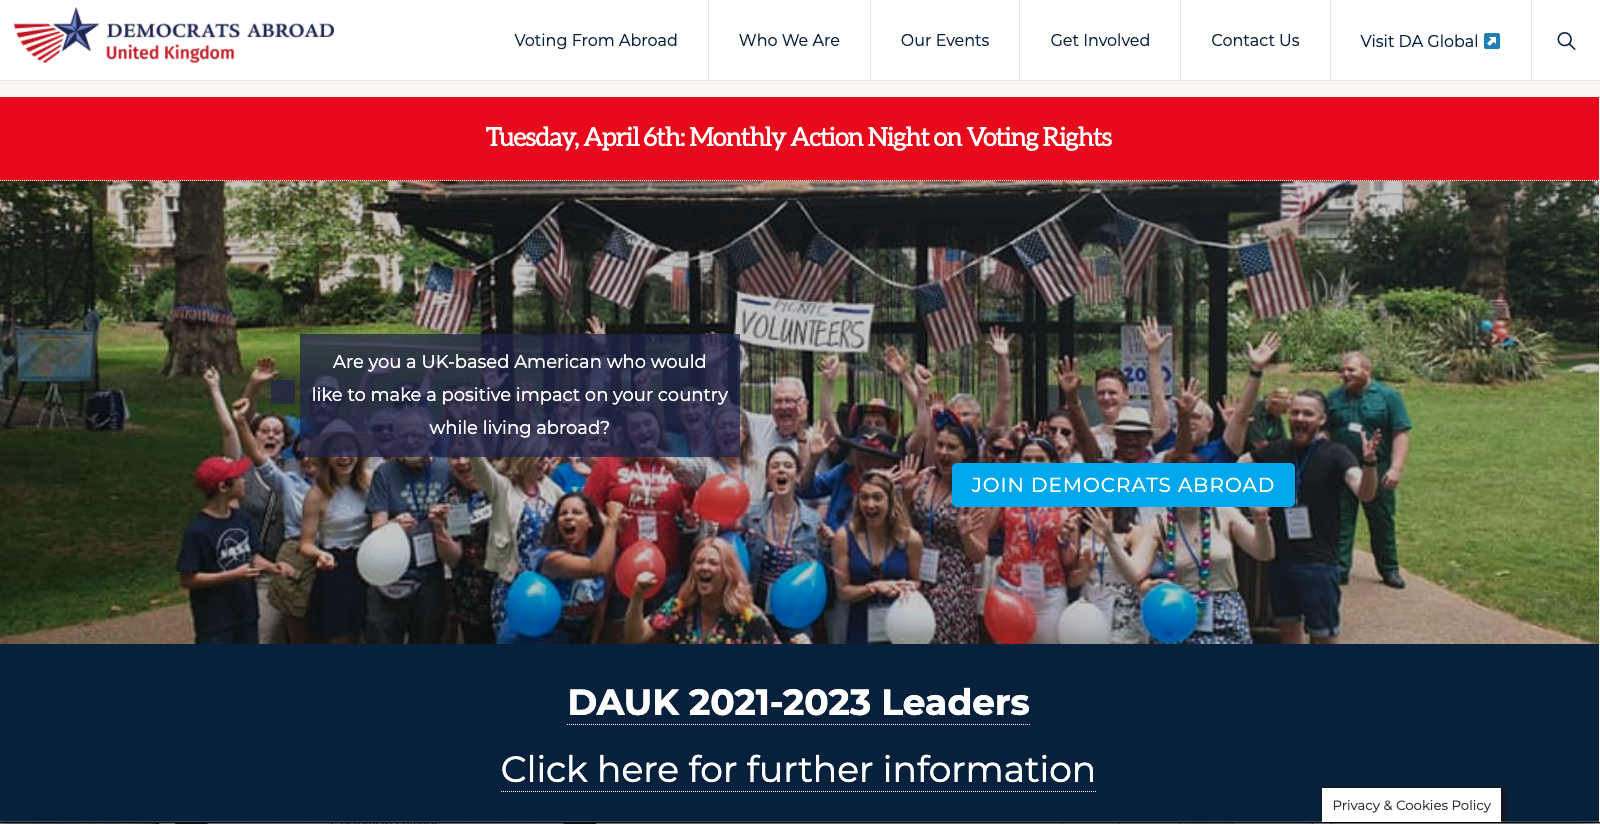 DEMOCRATS ABROAD
United Kingdom
Voting From Abroad
Who We Are
Our Events
Get Involved
Contact Us
Visit DA Global
Tuesday, April 6th: Monthly Action Night on Voting Rights
PICNIC
VOLUNTEERS
Are you a UK-based American who would
like to make a positive impact on your country
while living abroad?
JOIN DEMOCRATS ABROAD
DAUK 2021-2023 Leaders
Click here for further information
Privacy & Cookies Policy